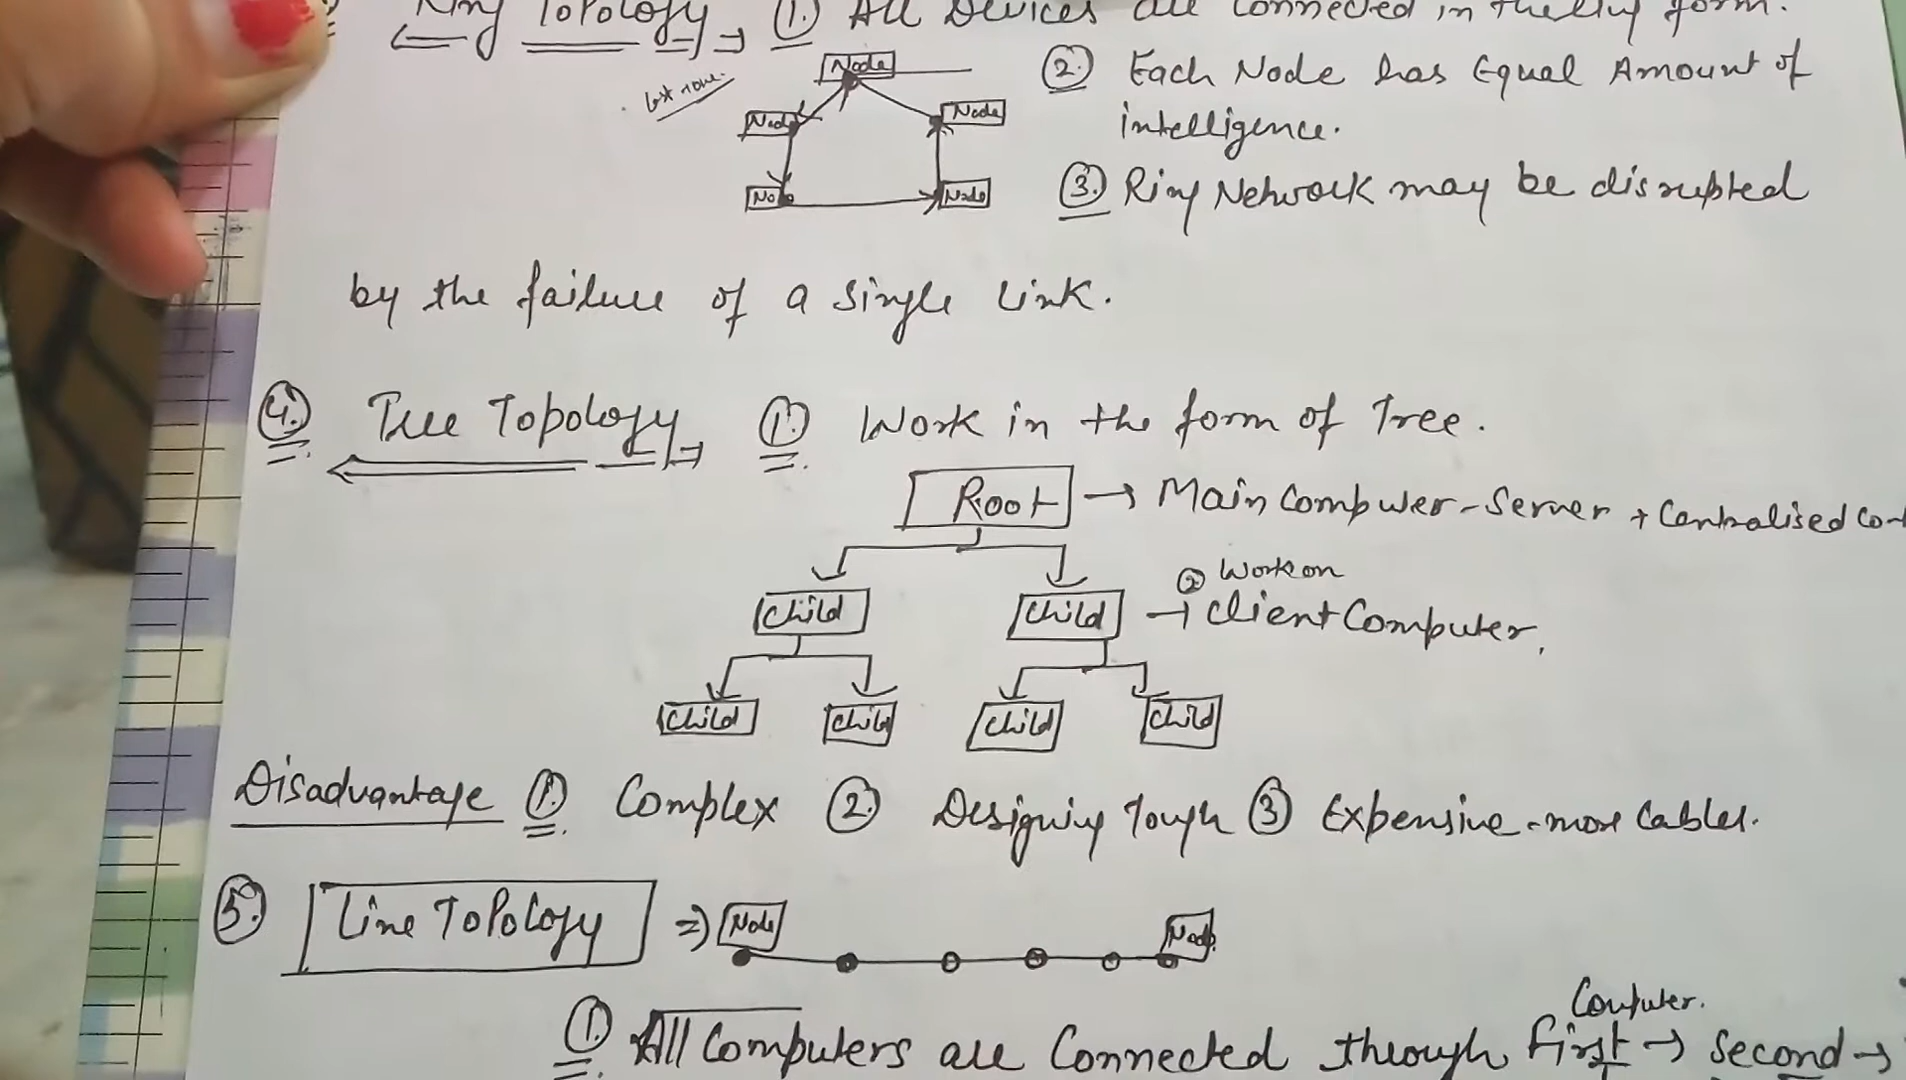 Ring Topology → 1. All Devices are Connected in the Ring form.
Node
2. Each Node has Equal Amount of
Node Node
intelligence.
No Node
3. Ring Network may be disrupted
by the failure of a single link.
4. Tree Topology → 1. Work in the form of Tree.
Root → Main Computer-Server + Centralised
2 Work on
Child Child → Client Computer.
Child Child Child Child
Disadvantage 1. Complex 2. Designing Tough 3 Expensive - more Cables.
5. Line Topology ⇒ Node Node
Computer.
1. All Computers are Connected through first → Second →